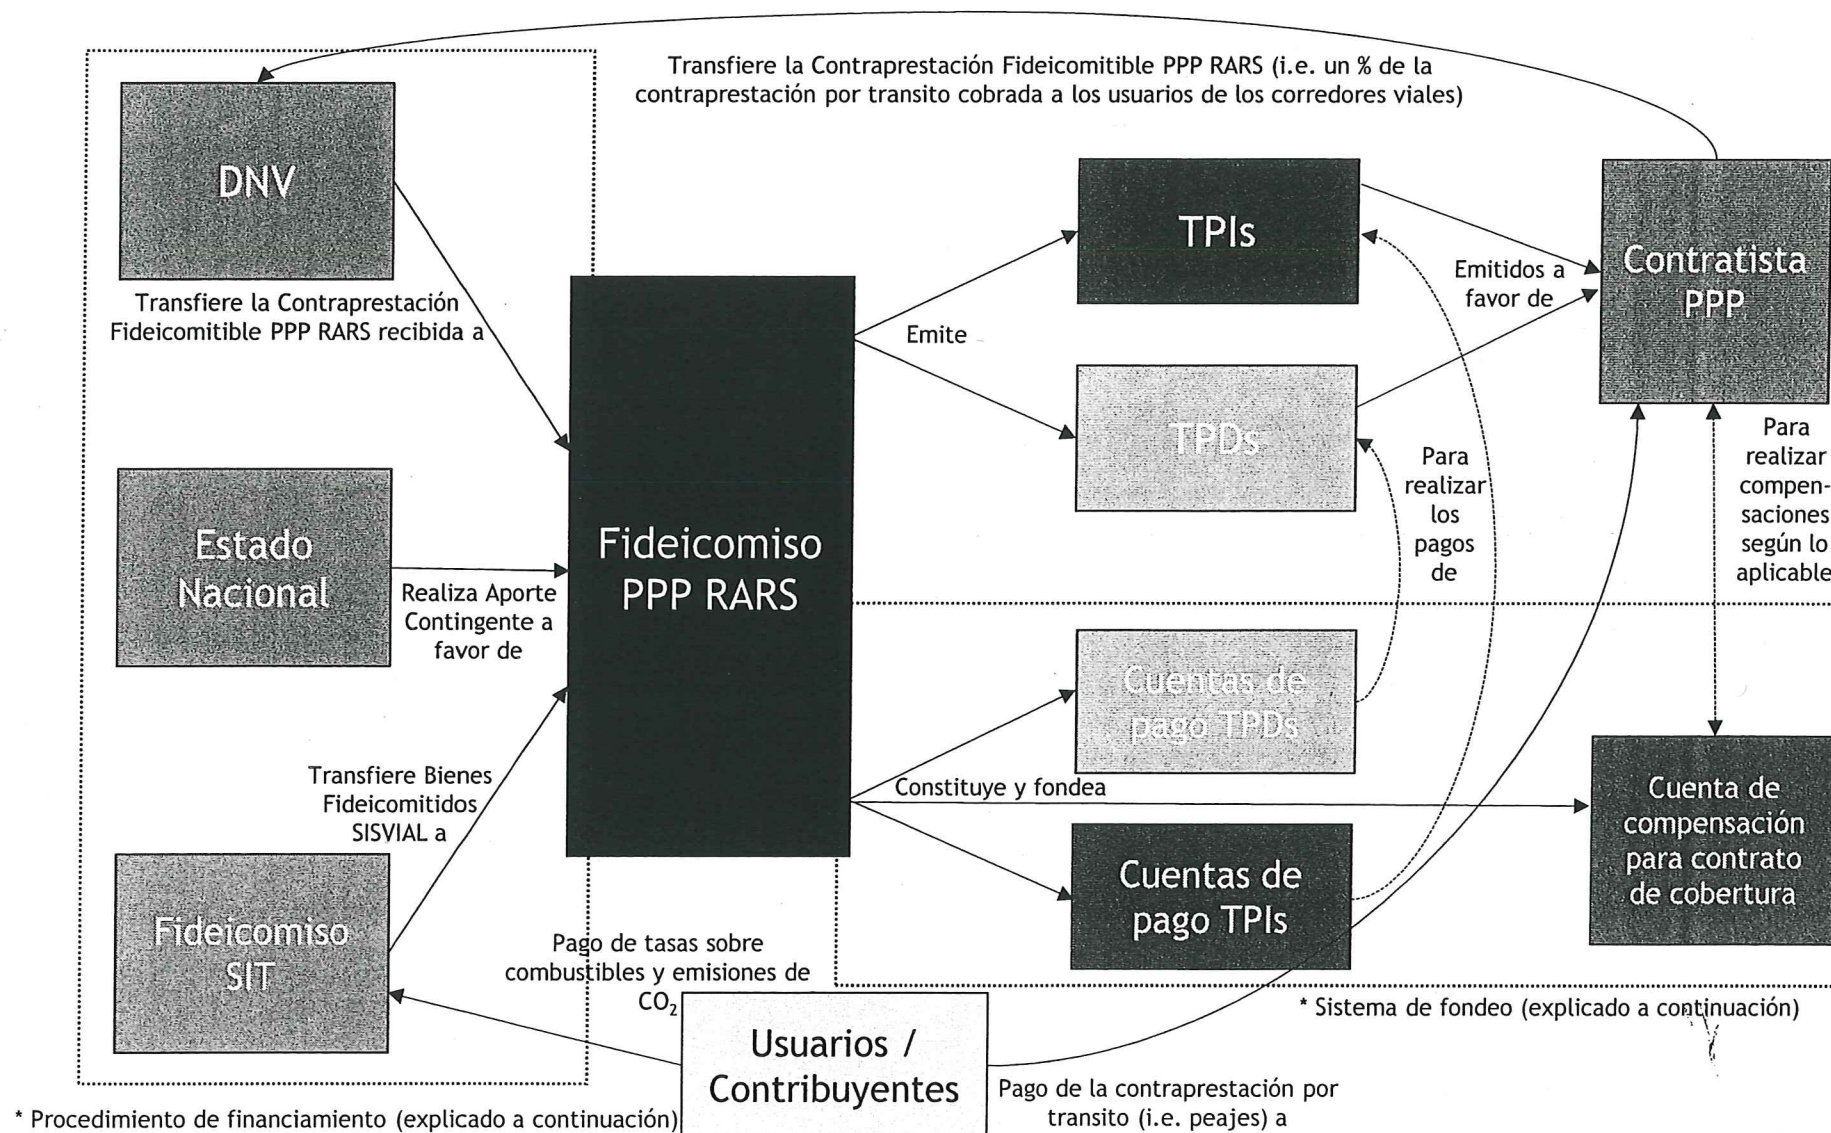 Transfiere la Contraprestación Fideicomitible PPP RARS (i.e. un % de la
contraprestación por transito cobrada a los usuarios de los corredores viales)
DNV
Transfiere la Contraprestación
Fideicomitible PPP RARS recibida a
TPIs
Contratista
PPP
Emitidos a
favor de
Emite
TPDs
Para
realizar
los
pagos
de
Para
realizar
compen-
saciones
según lo
aplicable
Estado
Nacional
Realiza Aporte
Contingente a
favor de
Fideicomiso
PPP RARS
Cuentas de
pago TPDs
Transfiere Bienes
Fideicomitidos
SISVIAL a
Constituye y fondea
Cuenta de
compensación
para contrato
de cobertura
Cuentas de
pago TPIs
Fideicomiso
SIT
Pago de tasas sobre
combustibles y emisiones de
CO₂
* Sistema de fondeo (explicado a continuación)
Usuarios /
Contribuyentes
Pago de la contraprestación por
transito (i.e. peajes) a
* Procedimiento de financiamiento (explicado a continuación)